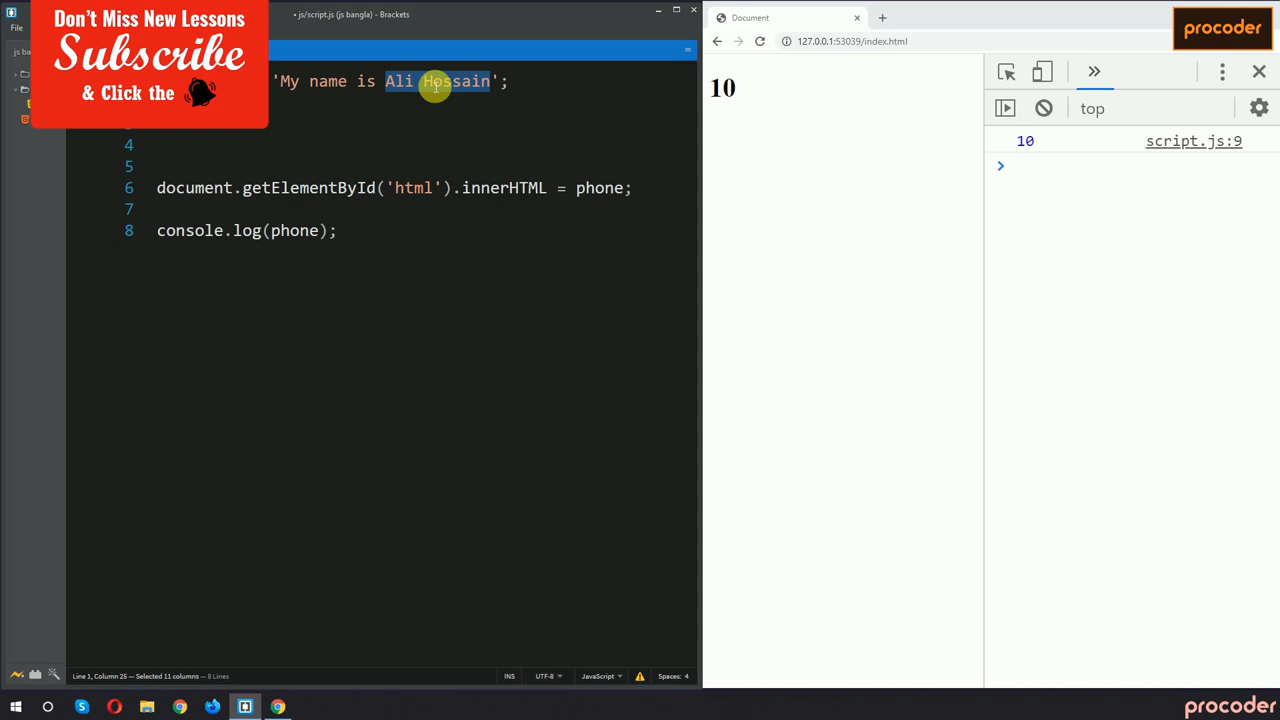 Don't Miss New Lessons
Subscribe
& Click the
• js/script.js (js bangla) - Brackets
File
js ba
'My name is Ali Hossain';
4
5
6 document.getElementById('html').innerHTML = phone;
7
8 console.log(phone);
Line 1, Column 25 — Selected 11 columns — 8 Lines
INS
UTF-8
JavaScript
Spaces: 4
Document
127.0.0.1:53039/index.html
procoder
10
top
10 script.js:9
procoder